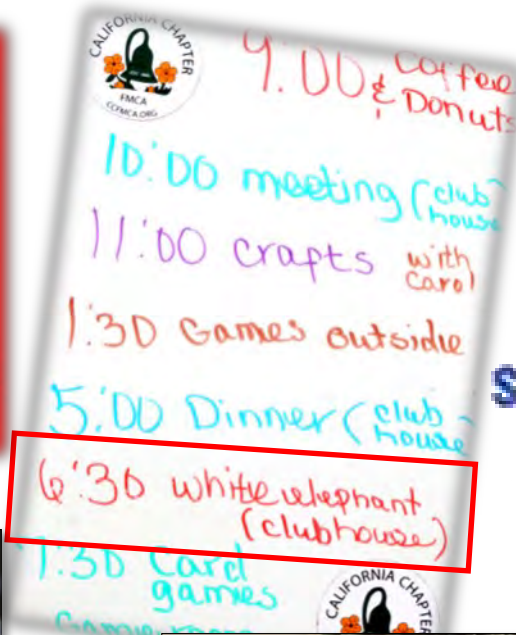 CALIFORNIA CHAPTER
FMCA
CCFMCA.ORG
9:00 Coffee
& Donuts
10:00 meeting (club
house
11:00 crafts with
Carol
1:30 Games outside
S
5:00 Dinner (club-
house
6:30 white elephant
(clubhouse)
7:30 Card
games
CALIFORNIA CHAPTER